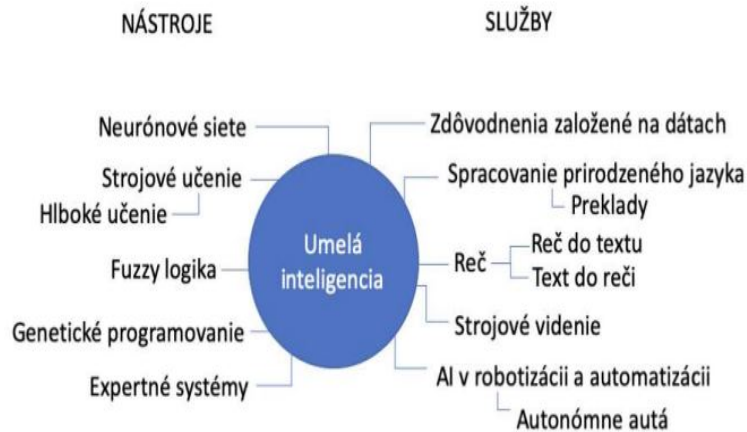 NÁSTROJE
SLUŽBY
Neurónové siete
Strojové učenie
Hlboké učenie
Fuzzy logika
Genetické programovanie
Expertné systémy
Umelá
inteligencia
Zdôvodnenia založené na dátach
Spracovanie prirodzeného jazyka
Preklady
Reč
Reč do textu
Text do reči
Strojové videnie
AI v robotizácii a automatizácii
Autonómne autá